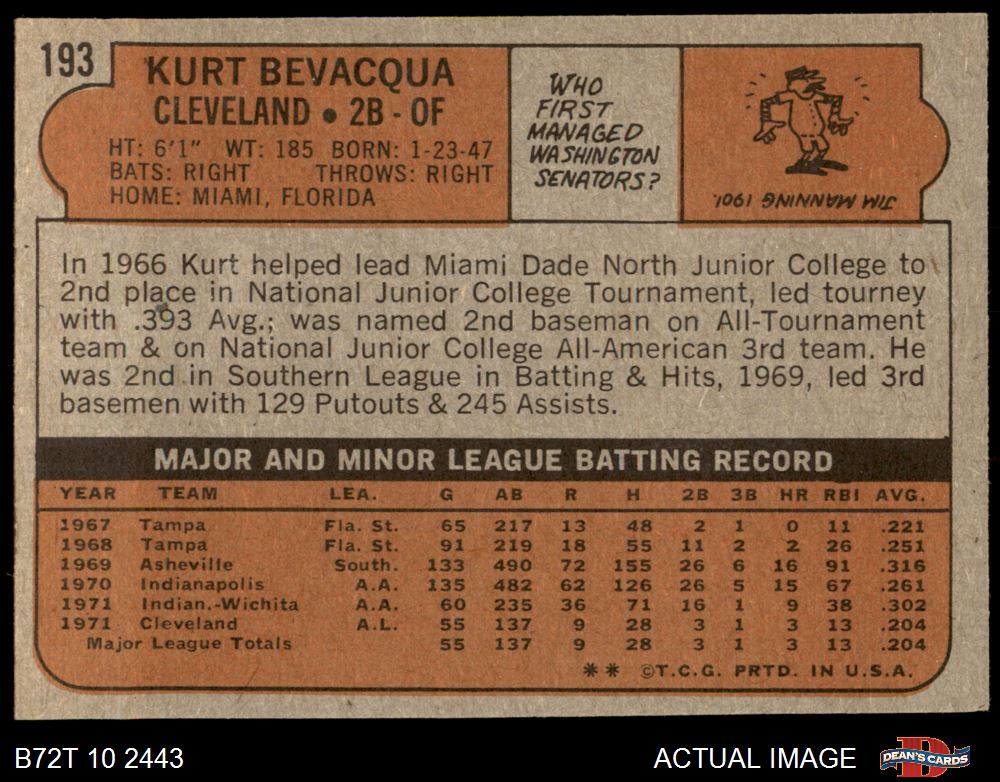 193
KURT BEVACQUA
CLEVELAND • 2B - OF
HT: 6'1" WT: 185 BORN: 1-23-47
BATS: RIGHT THROWS: RIGHT
HOME: MIAMI, FLORIDA
WHO
FIRST
MANAGED
WASHINGTON
SENATORS?
JIM MANNING 1901.
In 1966 Kurt helped lead Miami Dade North Junior College to
2nd place in National Junior College Tournament, led tourney
with .393 Avg.; was named 2nd baseman on All-Tournament
team & on National Junior College All-American 3rd team. He
was 2nd in Southern League in Batting & Hits, 1969, led 3rd
basemen with 129 Putouts & 245 Assists.
MAJOR AND MINOR LEAGUE BATTING RECORD
YEAR TEAM LEA. G AB R H 2B 3B HR RBI AVG.
1967 Tampa Fla. St. 65 217 13 48 2 1 0 11 .221
1968 Tampa Fla. St. 91 219 18 55 11 2 2 26 .251
1969 Asheville South. 133 490 72 155 26 6 16 91 .316
1970 Indianapolis A.A. 135 482 62 126 26 5 15 67 .261
1971 Indian.-Wichita A.A. 60 235 36 71 16 1 9 38 .302
1971 Cleveland A.L. 55 137 9 28 3 1 3 13 .204
Major League Totals 55 137 9 28 3 1 3 13 .204
** ©T.C.G. PRTD. IN U.S.A.
B72T 10 2443 ACTUAL IMAGE
DEAN'S CARDS